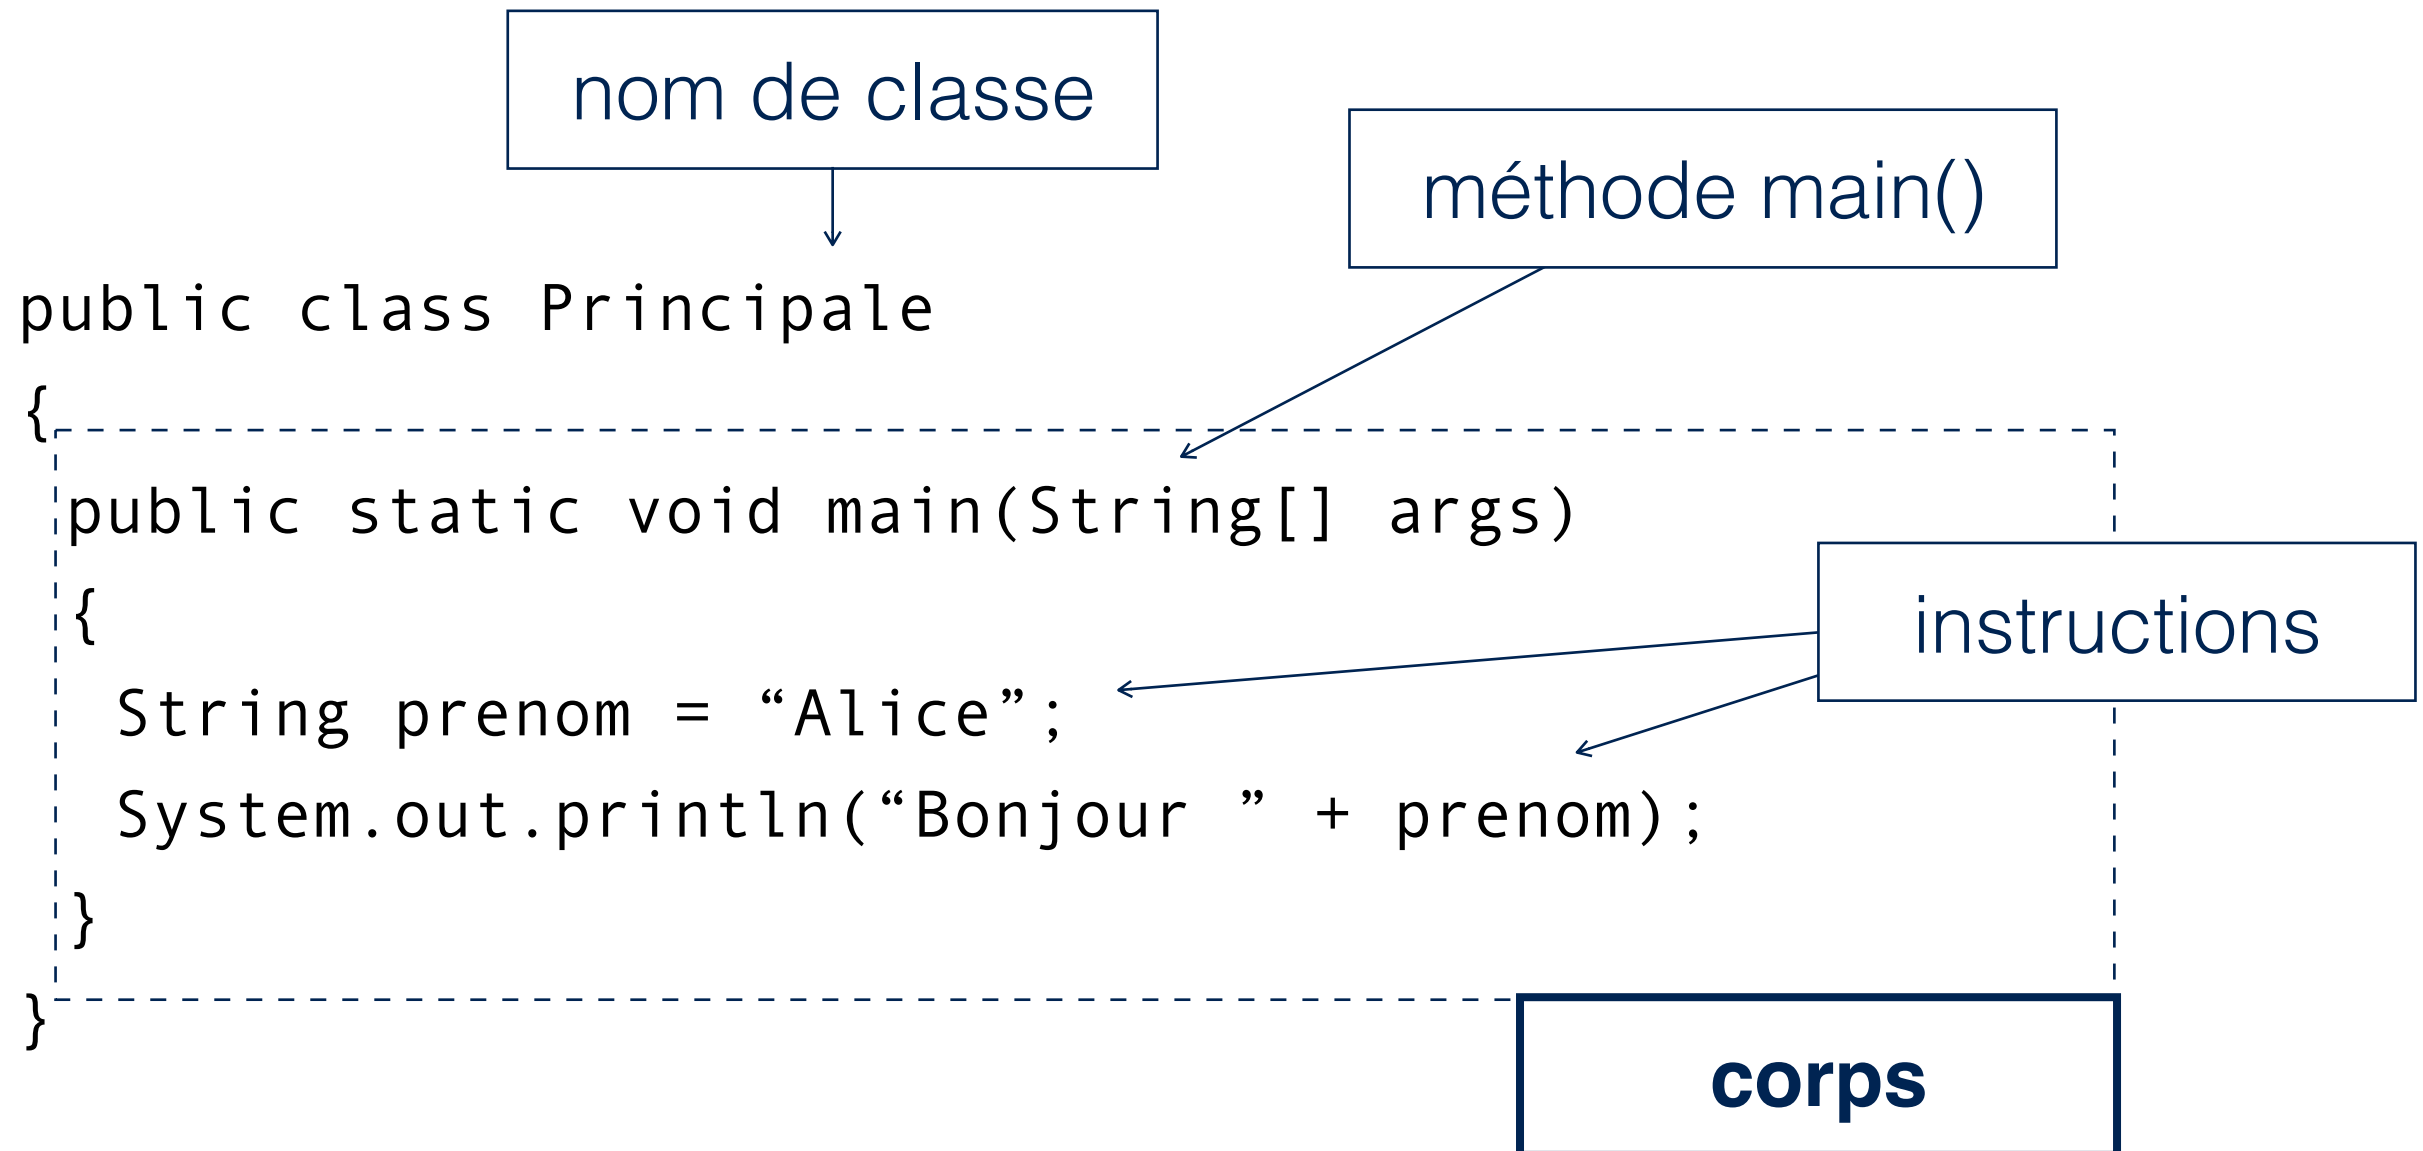 nom de classe
méthode main()
public class Principale
{
public static void main(String[] args)
{
instructions
String prenom = “Alice”;
System.out.println(“Bonjour ” + prenom);
}
}
corps